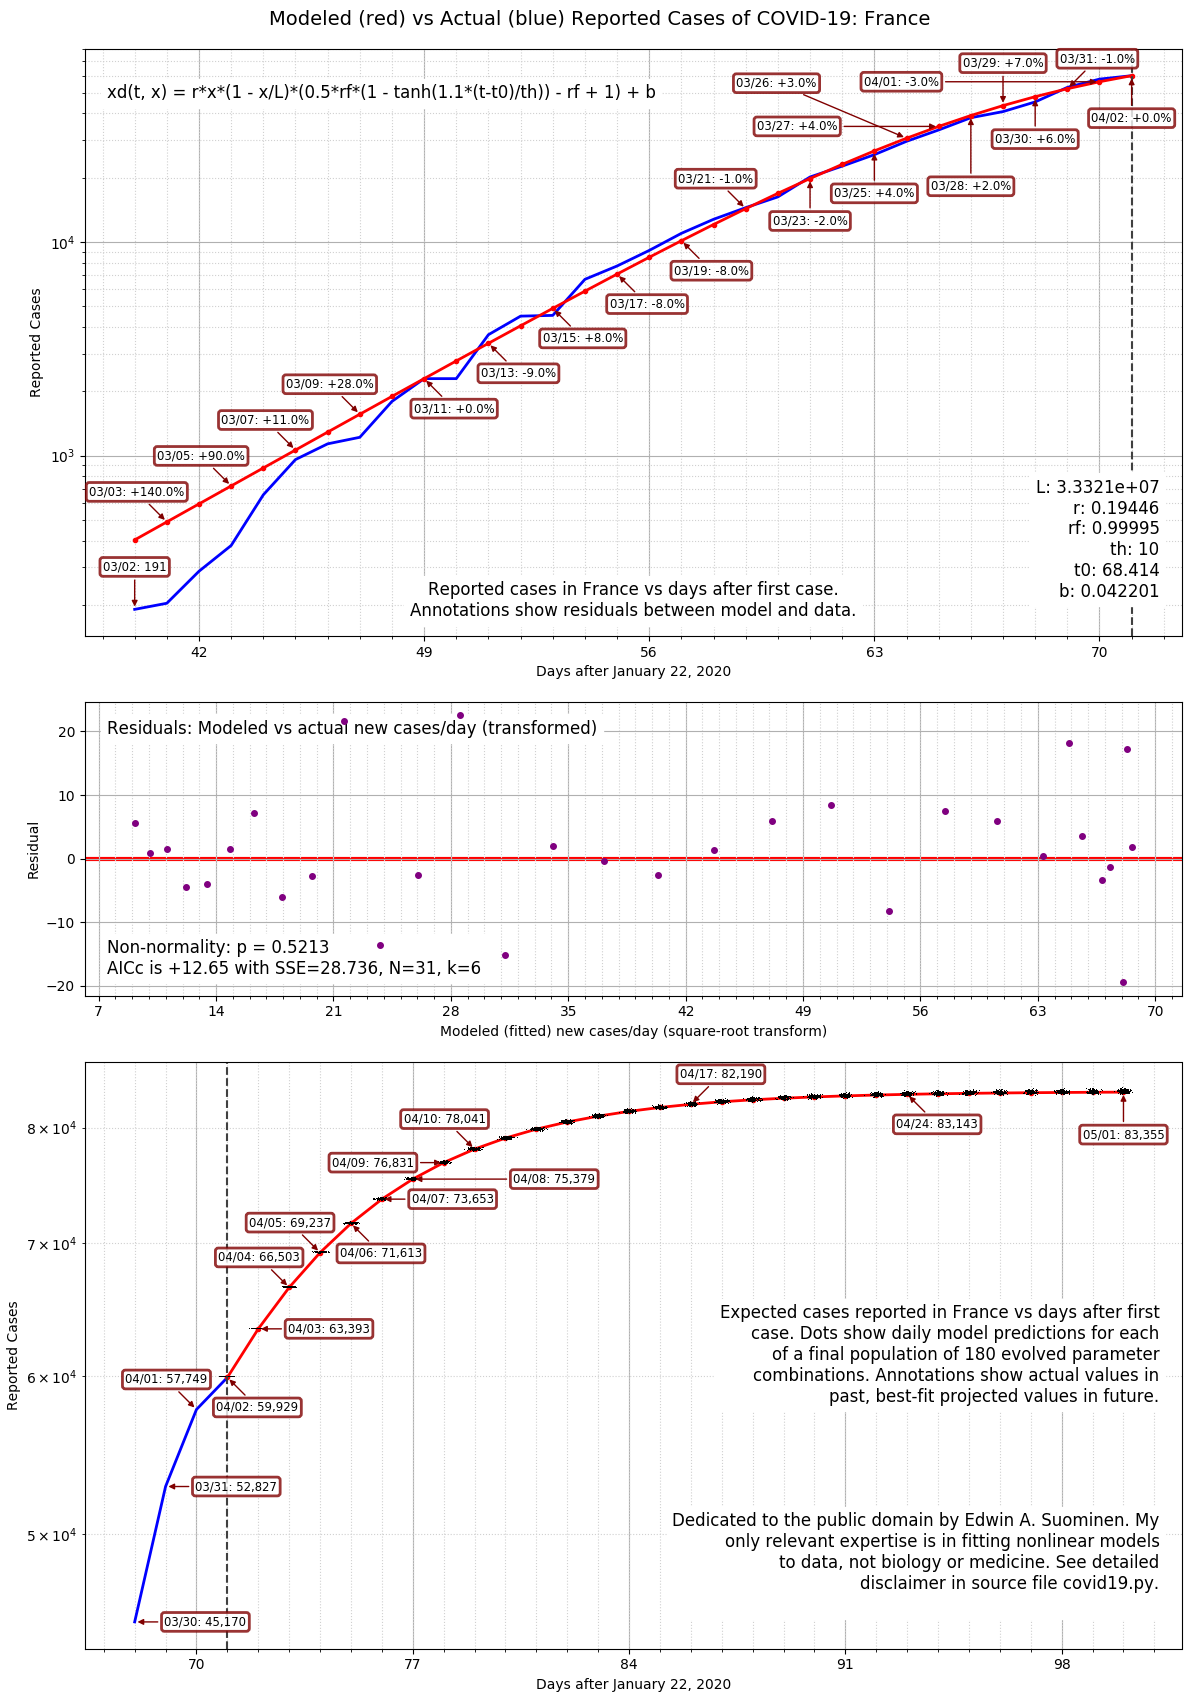 Modeled (red) vs Actual (blue) Reported Cases of COVID-19: France
xd(t, x) = r*x*(1 - x/L)*(0.5*rf*(1 - tanh(1.1*(t-t0)/th)) - rf + 1) + b
03/29: +7.0%
03/31: -1.0%
03/26: +3.0%
04/01: -3.0%
04/02: +0.0%
03/27: +4.0%
03/30: +6.0%
03/21: -1.0%
03/25: +4.0%
03/28: +2.0%
03/23: -2.0%
10⁴
03/19: -8.0%
03/17: -8.0%
03/15: +8.0%
Reported Cases
03/13: -9.0%
03/09: +28.0%
03/11: +0.0%
03/07: +11.0%
03/05: +90.0%
10³
03/03: +140.0%
03/02: 191
L: 3.3321e+07
r: 0.19446
rf: 0.99995
th: 10
t0: 68.414
b: 0.042201
Reported cases in France vs days after first case.
Annotations show residuals between model and data.
42 49 56 63 70
Days after January 22, 2020
Residuals: Modeled vs actual new cases/day (transformed)
20
10
Residual
0
−10
−20
Non-normality: p = 0.5213
AICc is +12.65 with SSE=28.736, N=31, k=6
7 14 21 28 35 42 49 56 63 70
Modeled (fitted) new cases/day (square-root transform)
04/17: 82,190
04/10: 78,041
04/24: 83,143
05/01: 83,355
8 × 10⁴
04/09: 76,831
04/08: 75,379
04/07: 73,653
04/05: 69,237
7 × 10⁴
04/06: 71,613
04/04: 66,503
04/03: 63,393
Expected cases reported in France vs days after first
case. Dots show daily model predictions for each
of a final population of 180 evolved parameter
combinations. Annotations show actual values in
past, best-fit projected values in future.
Reported Cases
6 × 10⁴
04/01: 57,749
04/02: 59,929
03/31: 52,827
5 × 10⁴
Dedicated to the public domain by Edwin A. Suominen. My
only relevant expertise is in fitting nonlinear models
to data, not biology or medicine. See detailed
disclaimer in source file covid19.py.
03/30: 45,170
70 77 84 91 98
Days after January 22, 2020